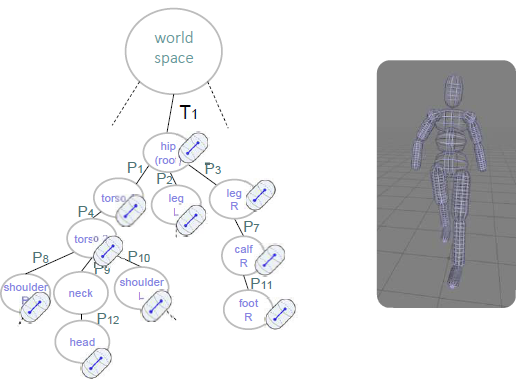 world
space
T1
hip
(root
P1
P2
P3
torso
leg
L
leg
R
P4
P7
torso
calf
R
P8
P9
P10
P11
shoulder
neck
shoulder
L
foot
R
P12
head